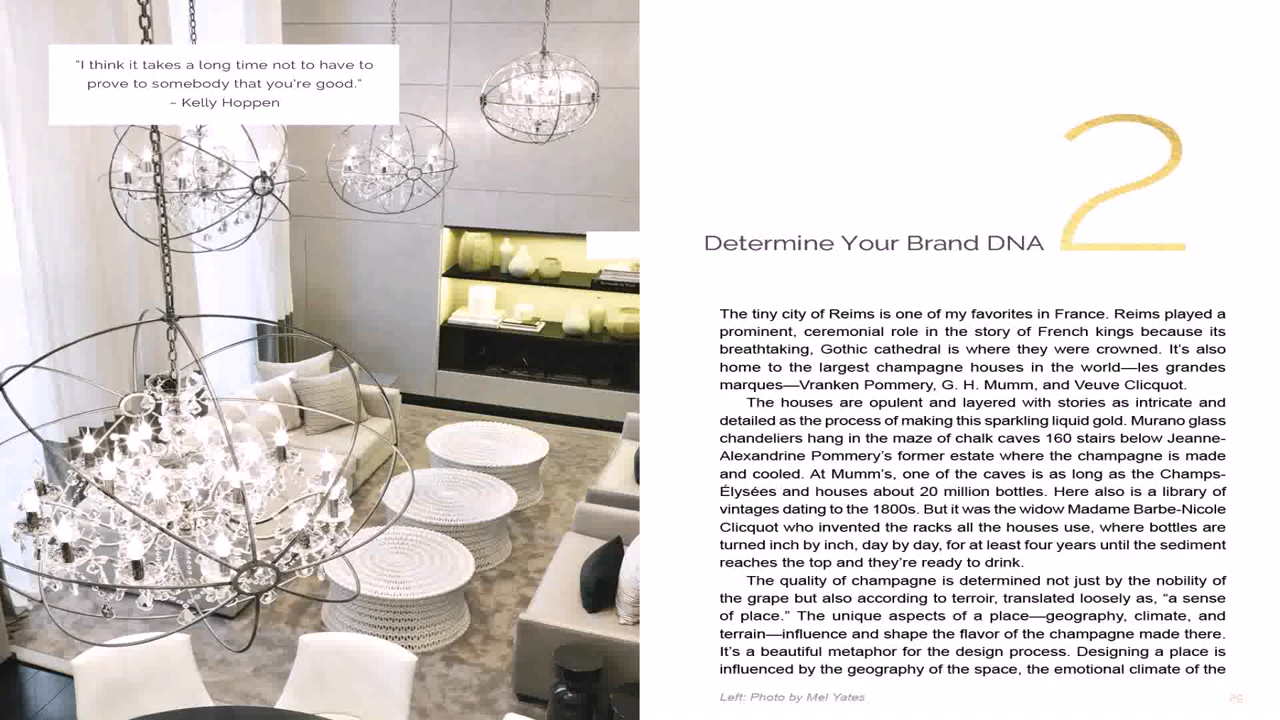 "I think it takes a long time not to have to
prove to somebody that you're good."
~ Kelly Hoppen
2
Determine Your Brand DNA
The tiny city of Reims is one of my favorites in France. Reims played a
prominent, ceremonial role in the story of French kings because its
breathtaking, Gothic cathedral is where they were crowned. It's also
home to the largest champagne houses in the world—les grandes
marques—Vranken Pommery, G. H. Mumm, and Veuve Clicquot.
The houses are opulent and layered with stories as intricate and
detailed as the process of making this sparkling liquid gold. Murano glass
chandeliers hang in the maze of chalk caves 160 stairs below Jeanne-
Alexandrine Pommery's former estate where the champagne is made
and cooled. At Mumm's, one of the caves is as long as the Champs-
Élysées and houses about 20 million bottles. Here also is a library of
vintages dating to the 1800s. But it was the widow Madame Barbe-Nicole
Clicquot who invented the racks all the houses use, where bottles are
turned inch by inch, day by day, for at least four years until the sediment
reaches the top and they're ready to drink.
The quality of champagne is determined not just by the nobility of
the grape but also according to terroir, translated loosely as, "a sense
of place." The unique aspects of a place—geography, climate, and
terrain—influence and shape the flavor of the champagne made there.
It's a beautiful metaphor for the design process. Designing a place is
influenced by the geography of the space, the emotional climate of the
Left: Photo by Mel Yates